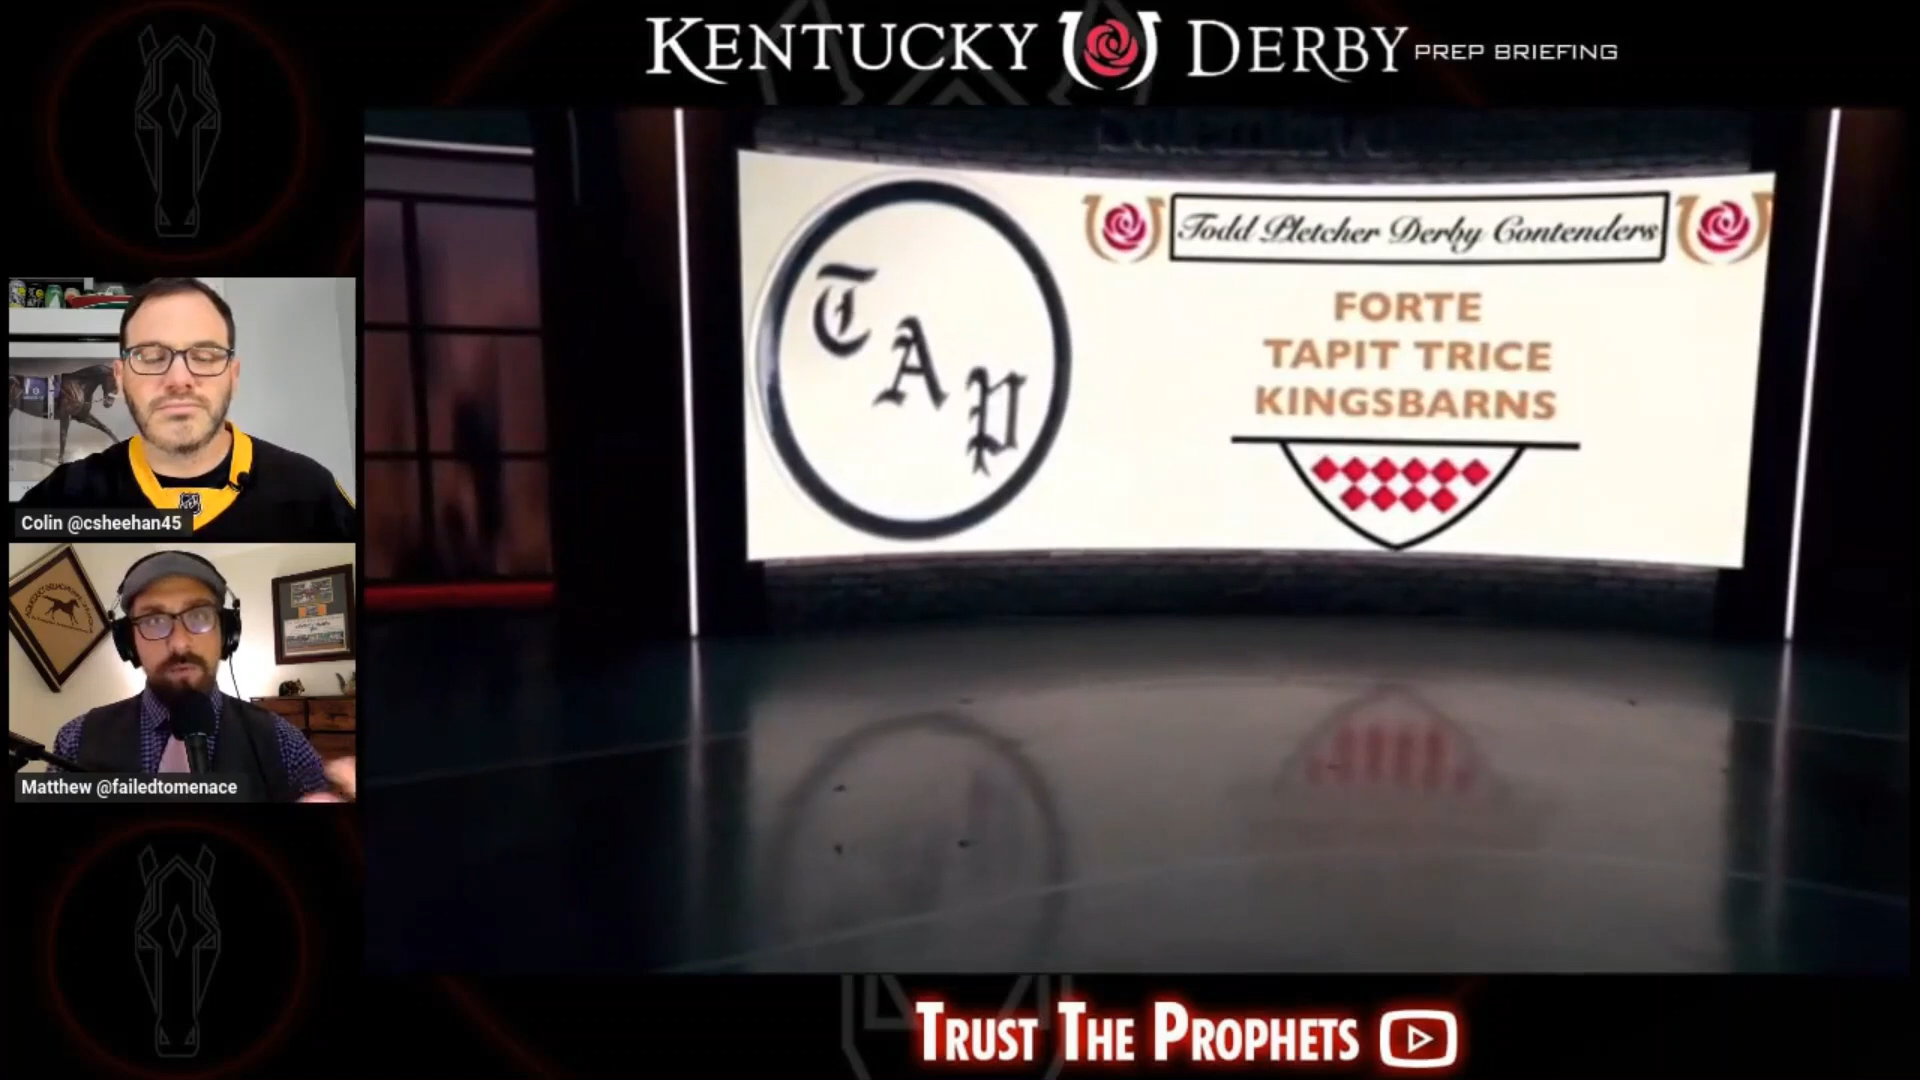 KENTUCKY DERBY PREP BRIEFING
TAP
Todd Pletcher Derby Contenders
FORTE
TAPIT TRICE
KINGSBARNS
Colin @csheehan45
Matthew @failedtomenace
TRUST THE PROPHETS